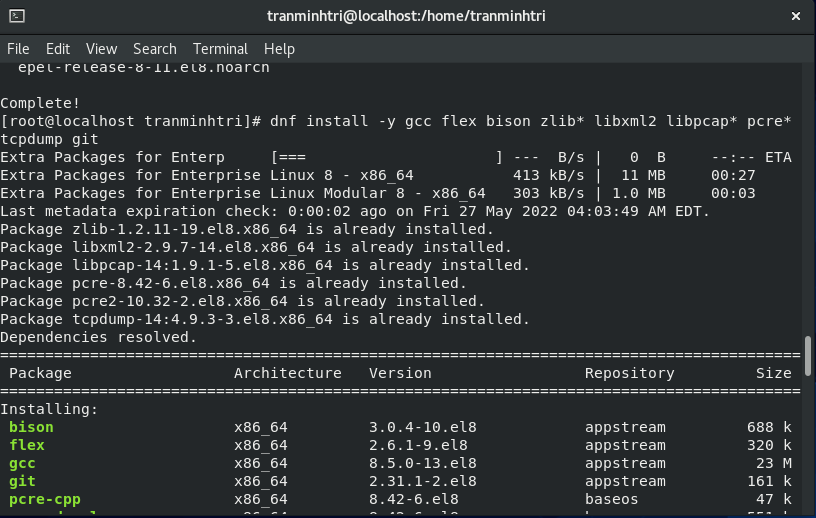 tranminhtri@localhost:/home/tranminhtri
File Edit View Search Terminal Help
epel-release-8-11.el8.noarch
Complete!
[root@localhost tranminhtri]# dnf install -y gcc flex bison zlib* libxml2 libpcap* pcre*
tcpdump git
Extra Packages for Enterp [=== ] --- B/s | 0 B --:-- ETA
Extra Packages for Enterprise Linux 8 - x86_64 413 kB/s | 11 MB 00:27
Extra Packages for Enterprise Linux Modular 8 - x86_64 303 kB/s | 1.0 MB 00:03
Last metadata expiration check: 0:00:02 ago on Fri 27 May 2022 04:03:49 AM EDT.
Package zlib-1.2.11-19.el8.x86_64 is already installed.
Package libxml2-2.9.7-14.el8.x86_64 is already installed.
Package libpcap-14:1.9.1-5.el8.x86_64 is already installed.
Package pcre-8.42-6.el8.x86_64 is already installed.
Package pcre2-10.32-2.el8.x86_64 is already installed.
Package tcpdump-14:4.9.3-3.el8.x86_64 is already installed.
Dependencies resolved.
=========================================================================================
Package Architecture Version Repository Size
=========================================================================================
Installing:
bison x86_64 3.0.4-10.el8 appstream 688 k
flex x86_64 2.6.1-9.el8 appstream 320 k
gcc x86_64 8.5.0-13.el8 appstream 23 M
git x86_64 2.31.1-2.el8 appstream 161 k
pcre-cpp x86_64 8.42-6.el8 baseos 47 k
x86_64 8.42-6.el8 551 k